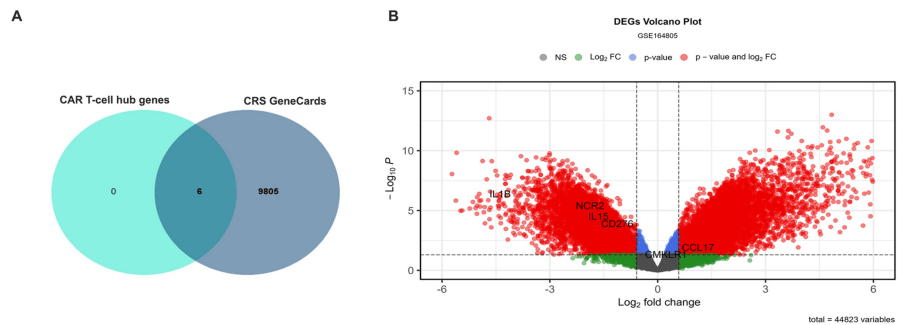 A
CAR T-cell hub genes
CRS GeneCards
0
6
9805
B
DEGs Volcano Plot
GSE164805
NS Log2 FC p-value p – value and log2 FC
15
10
5
0
– Log10 P
IL1B
NCR2
IL15
CD276
CCL17
CMKLR1
-6 -3 0 3 6
Log2 fold change
total = 44823 variables